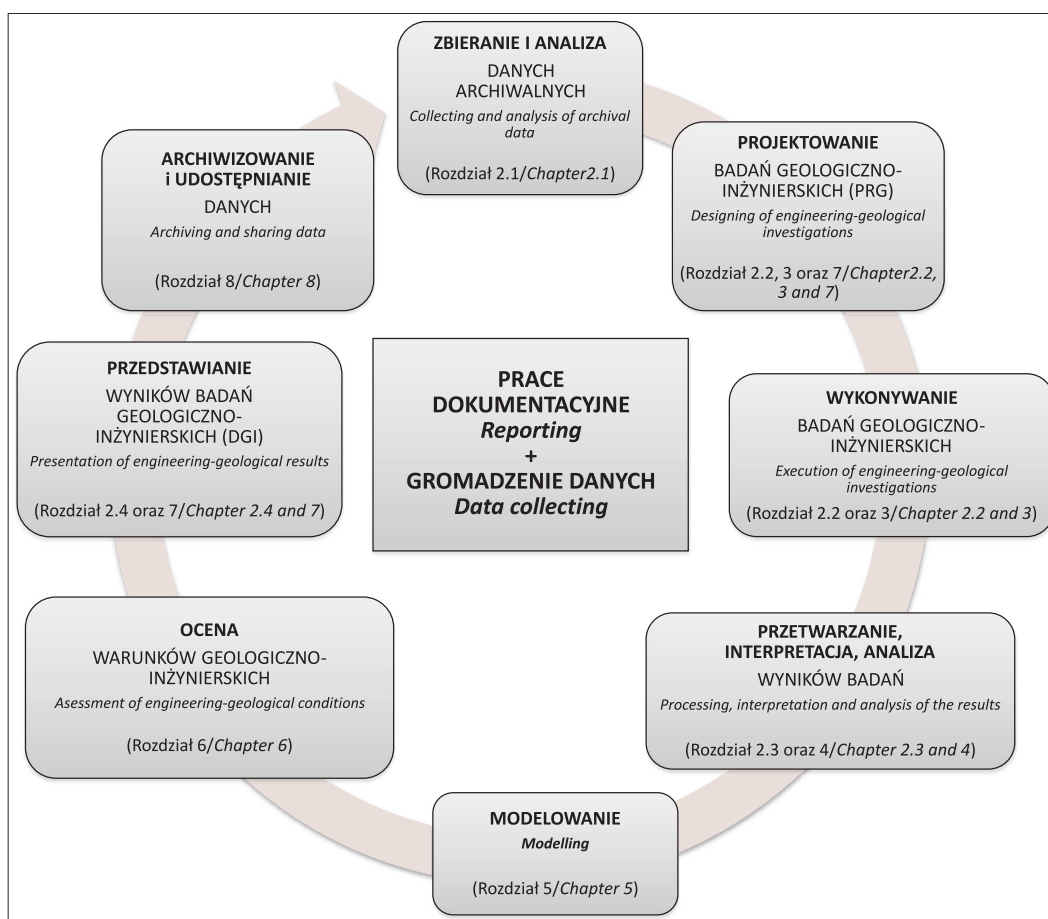 ZBIERANIE I ANALIZA
DANYCH
ARCHIWALNYCH
Collecting and analysis of archival
data
(Rozdział 2.1/Chapter2.1)
PROJEKTOWANIE
BADAŃ GEOLOGICZNO-
INŻYNIERSKICH (PRG)
Designing of engineering-geological
investigations
(Rozdział 2.2, 3 oraz 7/Chapter2.2,
3 and 7)
WYKONYWANIE
BADAŃ GEOLOGICZNO-
INŻYNIERSKICH
Execution of engineering-geological
investigations
(Rozdział 2.2 oraz 3/Chapter 2.2 and 3)
PRZETWARZANIE,
INTERPRETACJA, ANALIZA
WYNIKÓW BADAŃ
Processing, interpretation and analysis of the results
(Rozdział 2.3 oraz 4/Chapter 2.3 and 4)
MODELOWANIE
Modelling
(Rozdział 5/Chapter 5)
OCENA
WARUNKÓW GEOLOGICZNO-
INŻYNIERSKICH
Asessment of engineering-geological conditions
(Rozdział 6/Chapter 6)
PRZEDSTAWIANIE
WYNIKÓW BADAŃ
GEOLOGICZNO-
INŻYNIERSKICH (DGI)
Presentation of engineering-geological results
(Rozdział 2.4 oraz 7/Chapter 2.4 and 7)
ARCHIWIZOWANIE
i UDOSTĘPNIANIE
DANYCH
Archiving and sharing data
(Rozdział 8/Chapter 8)
PRACE
DOKUMENTACYJNE
Reporting
+
GROMADZENIE DANYCH
Data collecting